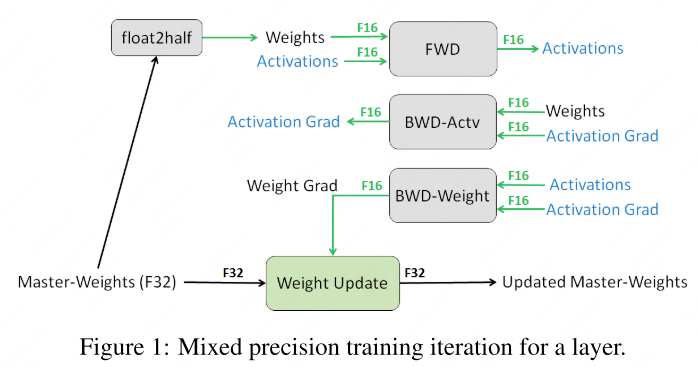 float2half
Weights F16
Activations F16
FWD
F16 Activations
Activation Grad F16
BWD-Actv
F16 Weights
F16 Activation Grad
Weight Grad F16
BWD-Weight
F16 Activations
F16 Activation Grad
Master-Weights (F32) F32
Weight Update
F32 Updated Master-Weights
Figure 1: Mixed precision training iteration for a layer.